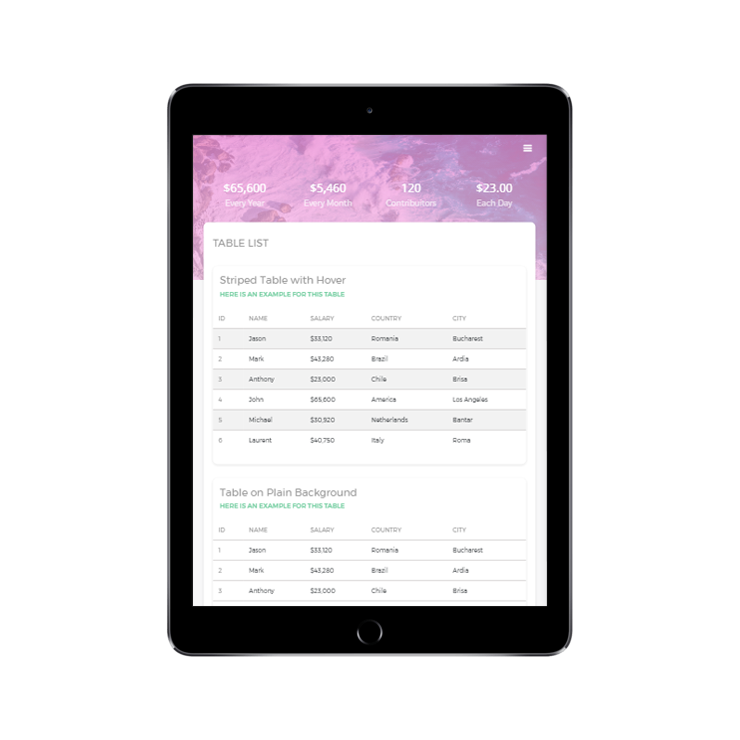 $65,600 $5,460 120 $23.00
Every Year Every Month Contributors Each Day
TABLE LIST
Striped Table with Hover
HERE IS AN EXAMPLE FOR THIS TABLE
ID NAME SALARY COUNTRY CITY
1 Jason $33,120 Romania Bucharest
2 Mark $43,280 Brazil Ardia
3 Anthony $23,000 Chile Brisa
4 John $65,600 America Los Angeles
5 Michael $30,920 Netherlands Bantar
6 Laurent $40,750 Italy Roma
Table on Plain Background
HERE IS AN EXAMPLE FOR THIS TABLE
ID NAME SALARY COUNTRY CITY
1 Jason $33,120 Romania Bucharest
2 Mark $43,280 Brazil Ardia
3 Anthony $23,000 Chile Brisa